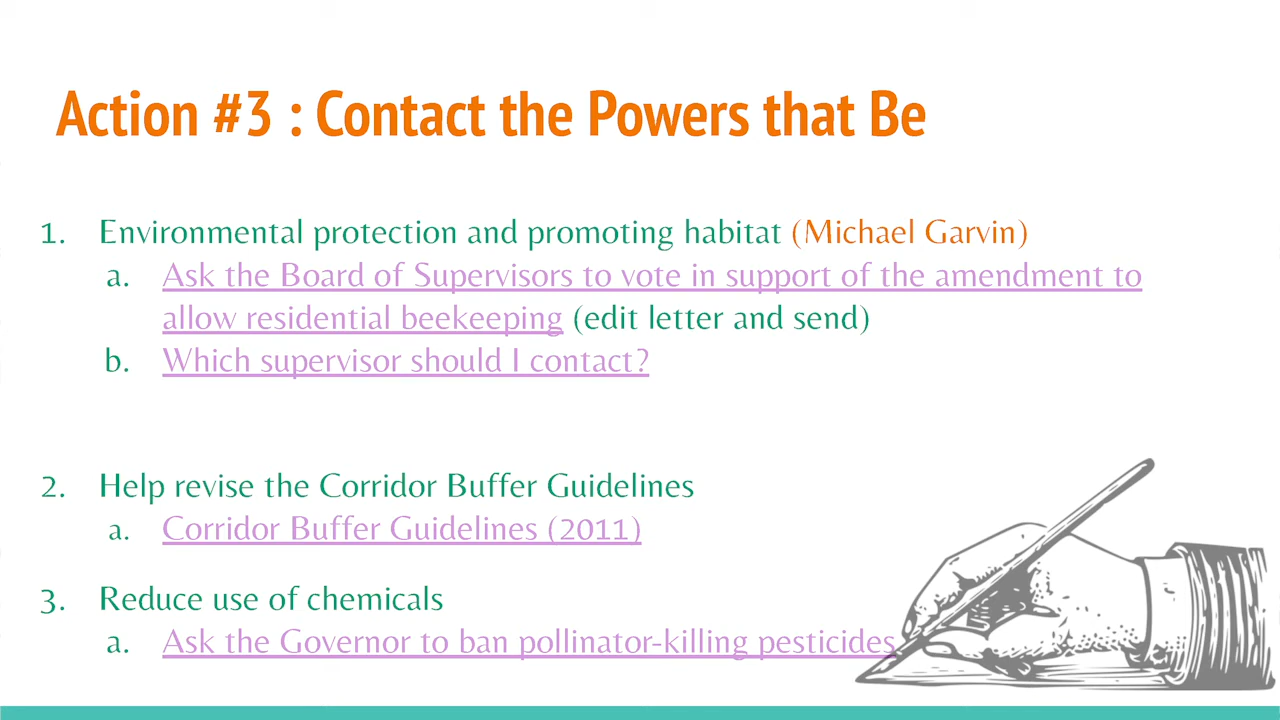 Action #3 : Contact the Powers that Be
1. Environmental protection and promoting habitat (Michael Garvin)
a. Ask the Board of Supervisors to vote in support of the amendment to
allow residential beekeeping (edit letter and send)
b. Which supervisor should I contact?
2. Help revise the Corridor Buffer Guidelines
a. Corridor Buffer Guidelines (2011)
3. Reduce use of chemicals
a. Ask the Governor to ban pollinator-killing pesticides